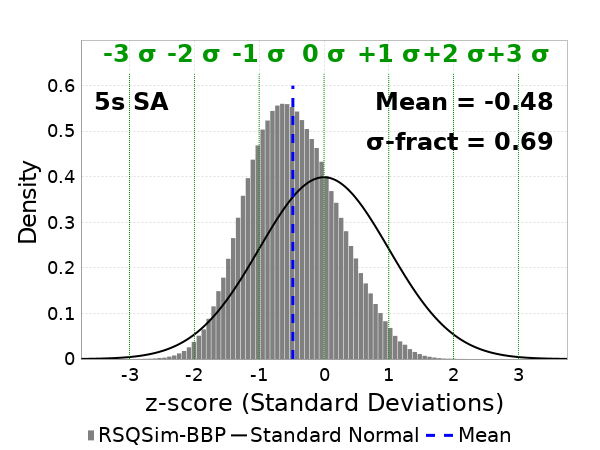 -3 σ -2 σ -1 σ 0 σ +1 σ +2 σ +3 σ
5s SA
Mean = -0.48
σ-fract = 0.69
0.6
0.5
0.4
0.3
0.2
0.1
0
Density
-3 -2 -1 0 1 2 3
z-score (Standard Deviations)
RSQSim-BBP Standard Normal Mean